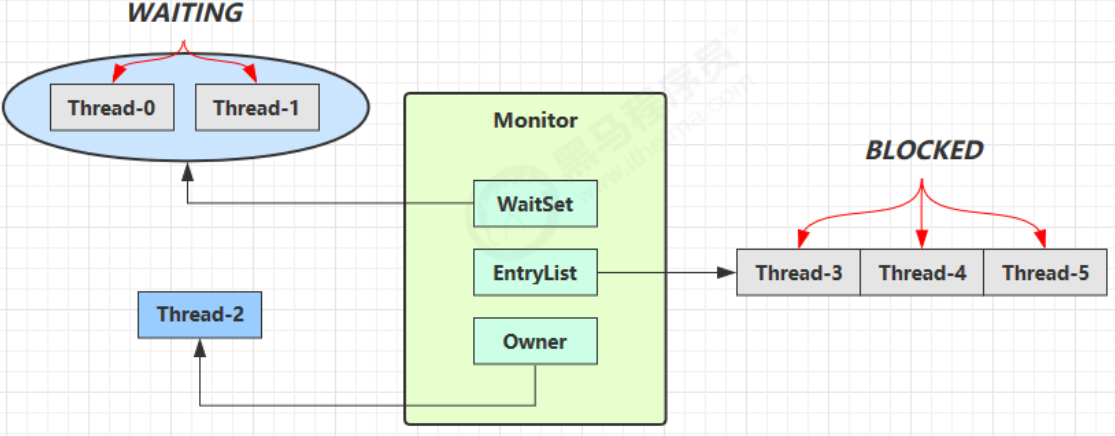 WAITING
Thread-0
Thread-1
Monitor
WaitSet
EntryList
Owner
Thread-2
BLOCKED
Thread-3
Thread-4
Thread-5
黑马程序员
www.itheima.com